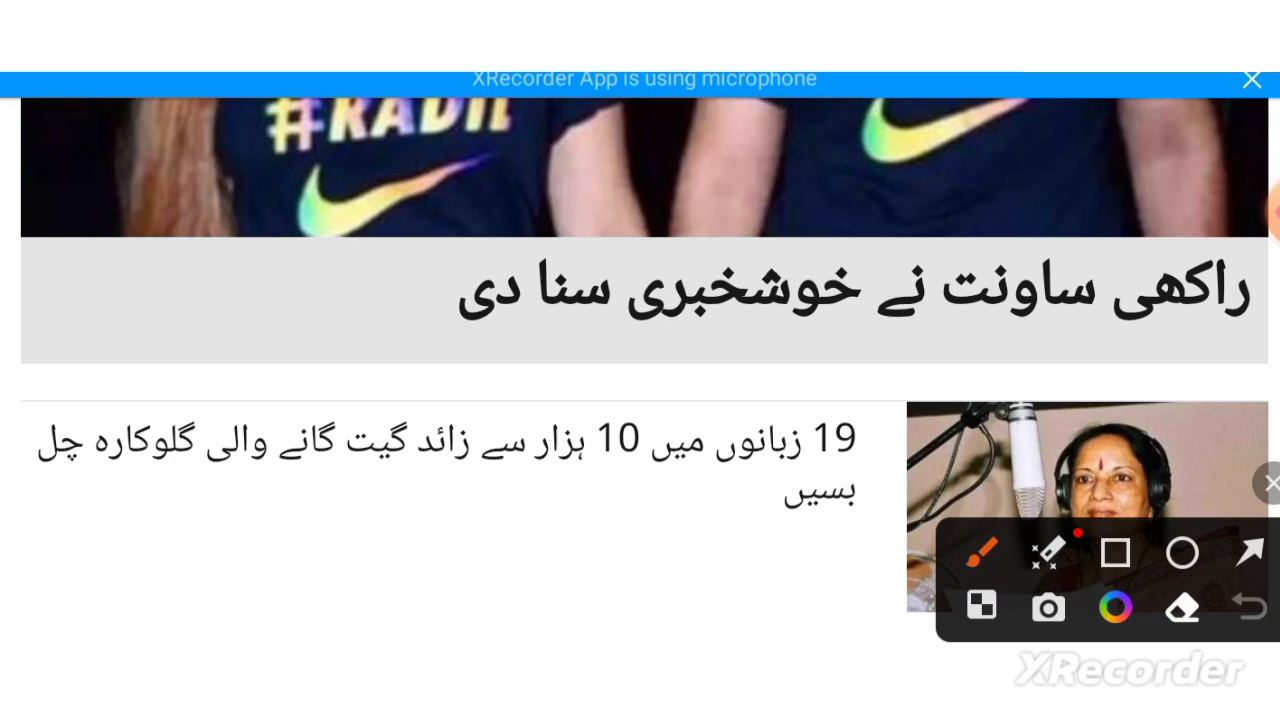 XRecorder App is using microphone
#RADIL
راکھی ساونت نے خوشخبری سنا دی
19 زبانوں میں 10 ہزار سے زائد گیت گانے والی گلوکارہ چل
بسیں
XRecorder